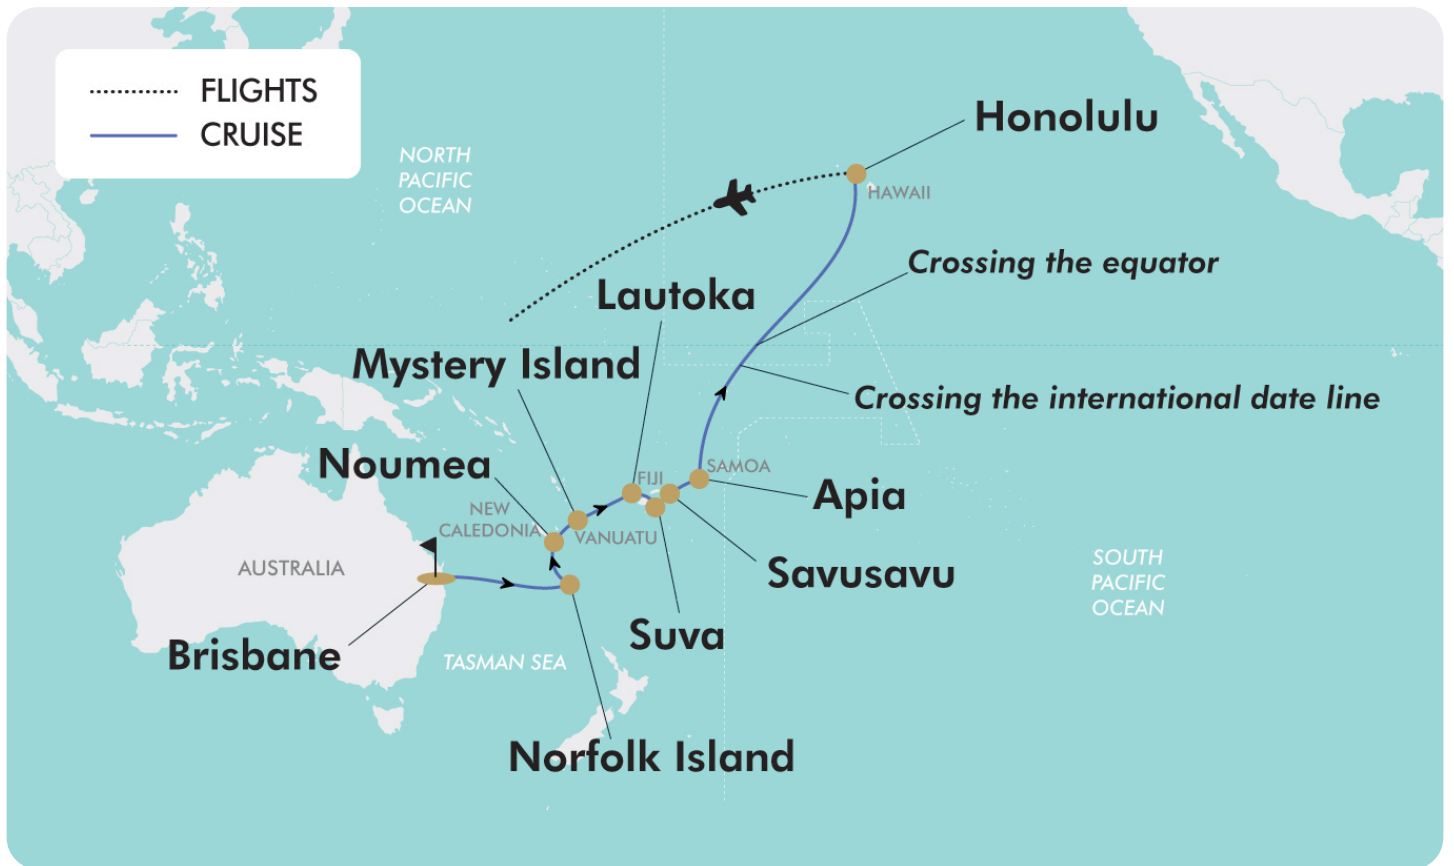 FLIGHTS
CRUISE
Honolulu
NORTH
PACIFIC
OCEAN
HAWAII
Crossing the equator
Lautoka
Mystery Island
Crossing the international date line
Noumea
FIJI
SAMOA
Apia
NEW
CALEDONIA
VANUATU
AUSTRALIA
SOUTH
PACIFIC
OCEAN
Savusavu
Suva
Brisbane
TASMAN SEA
Norfolk Island